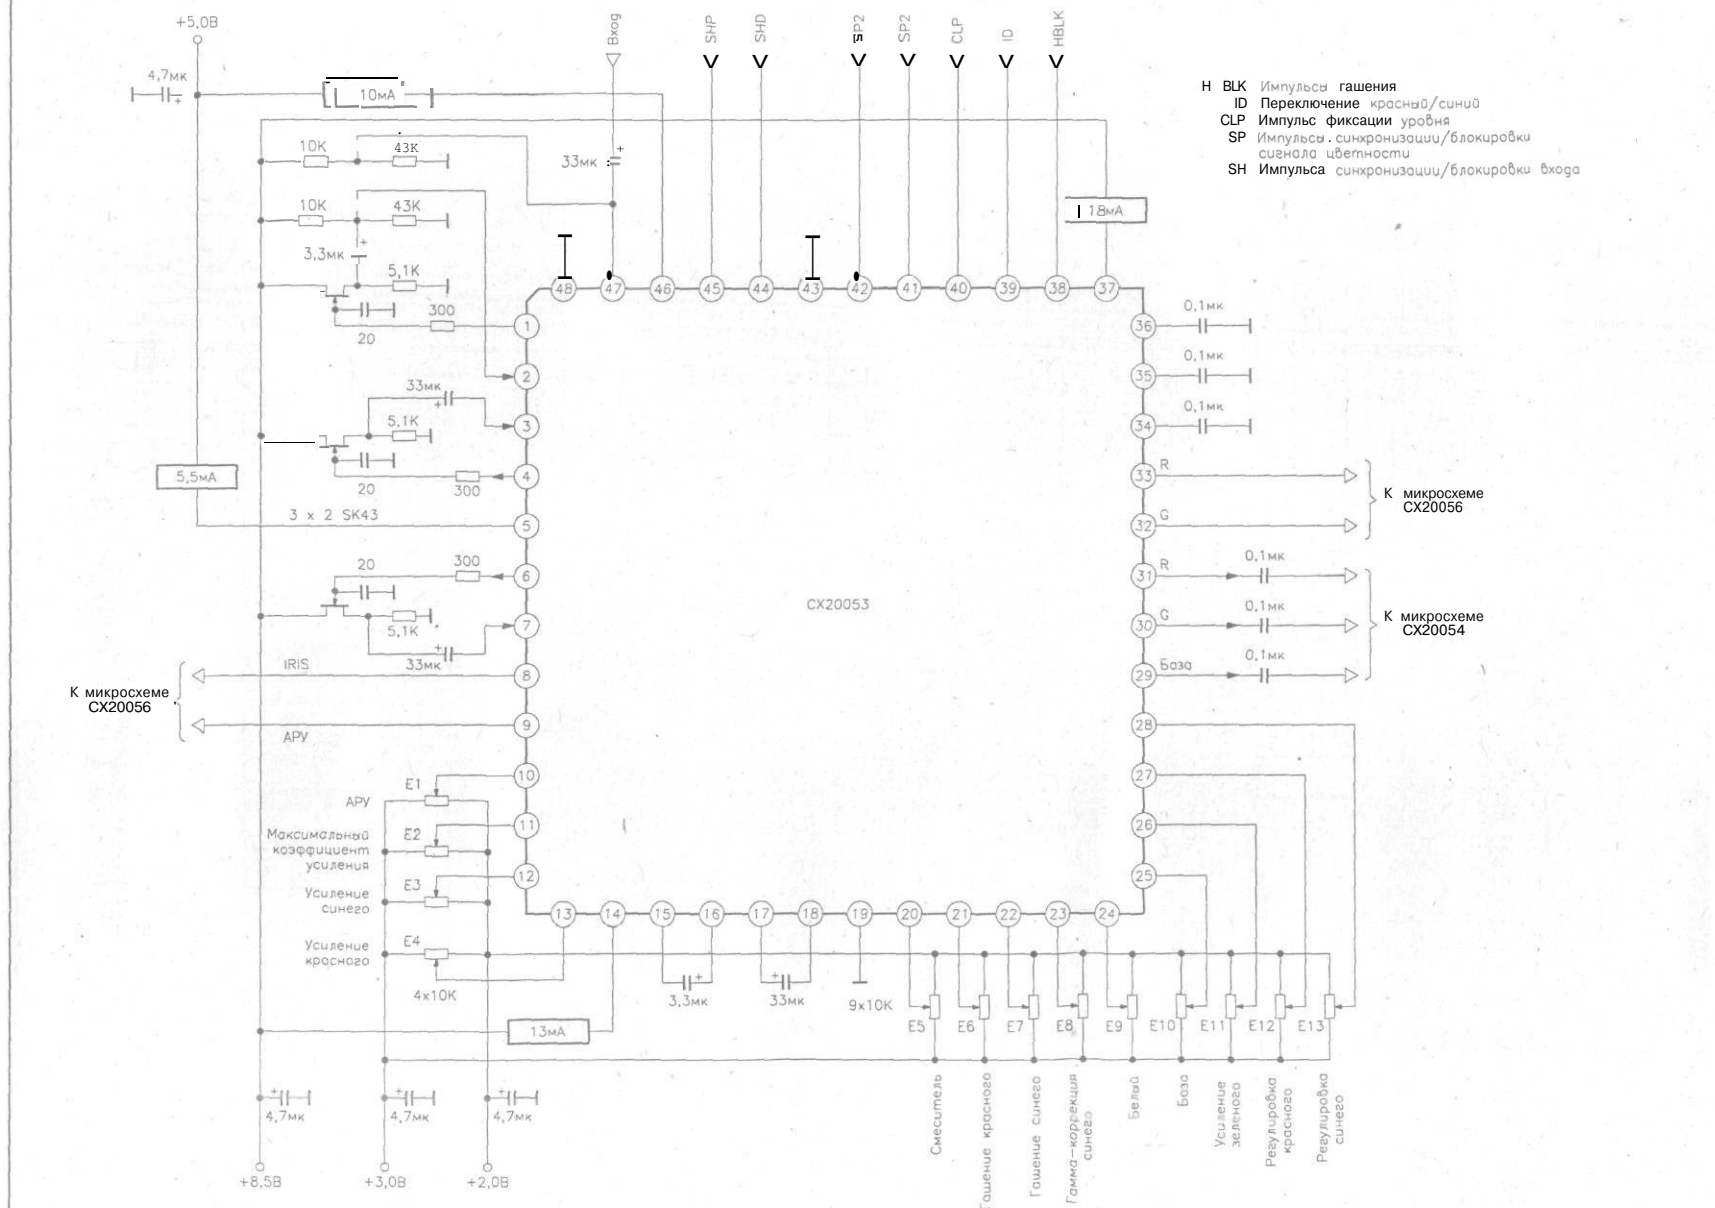 +5,0В
4,7мк
+
10мА
Вход
SHP
SHD
SP2
SP2
CLP
ID
HBLK
H BLK Импульсы гашения
ID Переключение красный/синий
CLP Импульс фиксации уровня
SP Импульсы. синхронизации/блокировки
сигнала цветности
SH Импульса синхронизации/блокировки входа
10К
43К
33мк
+
10К
43К
3,3мк
+
5,1К
300
20
18мА
48
47
46
45
44
43
42
41
40
39
38
37
1
2
3
4
5
6
7
8
9
10
11
12
36
35
34
33
32
31
30
29
28
27
26
25
0,1мк
0,1мк
0,1мк
33мк
+
5,1К
20
300
5,5мА
3 х 2 SK43
20
300
5,1К
33мк
+
CX20053
R
G
R
G
База
0,1мк
0,1мк
0,1мк
К микросхеме
CX20056
К микросхеме
CX20054
IRIS
К микросхеме
CX20056
АРУ
E1
АРУ
E2
Максимальный
коэффициент
усиления
E3
Усиление
синего
E4
Усиление
красного
4х10К
13
14
15
16
17
18
19
20
21
22
23
24
3,3мк
+
33мк
+
9х10К
13мА
E5
E6
E7
E8
E9
E10
E11
E12
E13
+
4,7мк
+
4,7мк
+
4,7мк
+8,5В
+3,0В
+2,0В
Смеситель
Гашение красного
Гашение синего
Гамма-коррекция
синего
Белый
База
Усиление
зеленого
Регулировка
красного
Регулировка
синего